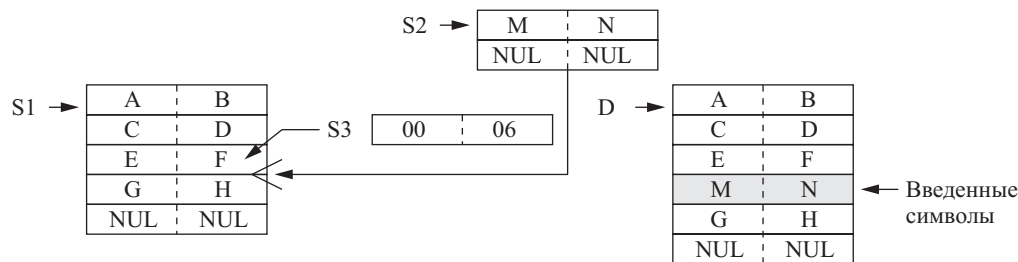 S2 M N
NUL NUL
S1 A B
C D
E F
G H
NUL NUL
S3 00 06
D A B
C D
E F
M N
G H
NUL NUL
Введенные
символы